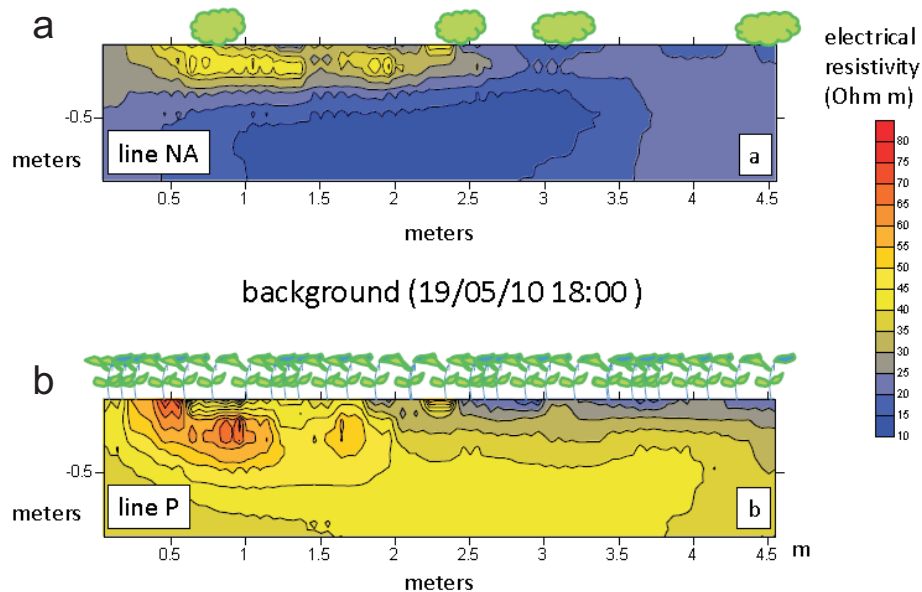 a
electrical
resistivity
(Ohm m)
-0.5
meters
line NA
a
0.5 1 1.5 2 2.5 3 3.5 4 4.5
meters
80
75
70
65
60
55
50
45
40
35
30
25
20
15
10
background (19/05/10 18:00 )
b
-0.5
meters
line P
b
0.5 1 1.5 2 2.5 3 3.5 4 4.5 m
meters